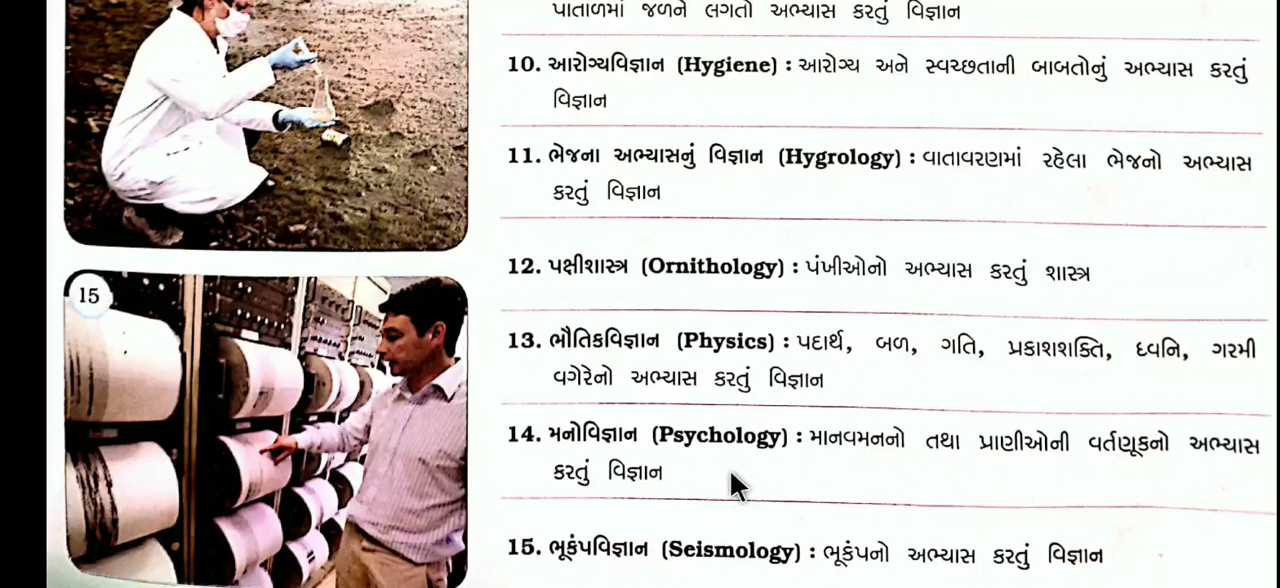 પાતાળમાં જળને લગતો અભ્યાસ કરતું વિજ્ઞાન
10. આરોગ્યવિજ્ઞાન (Hygiene) : આરોગ્ય અને સ્વચ્છતાની બાબતોનું અભ્યાસ કરતું
વિજ્ઞાન
11. ભેજના અભ્યાસનું વિજ્ઞાન (Hygrology) : વાતાવરણમાં રહેલા ભેજનો અભ્યાસ
કરતું વિજ્ઞાન
12. પક્ષીશાસ્ત્ર (Ornithology) : પંખીઓનો અભ્યાસ કરતું શાસ્ત્ર
13. ભૌતિકવિજ્ઞાન (Physics) : પદાર્થ, બળ, ગતિ, પ્રકાશશક્તિ, ધ્વનિ, ગરમી
વગેરેનો અભ્યાસ કરતું વિજ્ઞાન
14. મનોવિજ્ઞાન (Psychology) : માનવમનનો તથા પ્રાણીઓની વર્તણૂકનો અભ્યાસ
કરતું વિજ્ઞાન
15
15. ભૂકંપવિજ્ઞાન (Seismology) : ભૂકંપનો અભ્યાસ કરતું વિજ્ઞાન